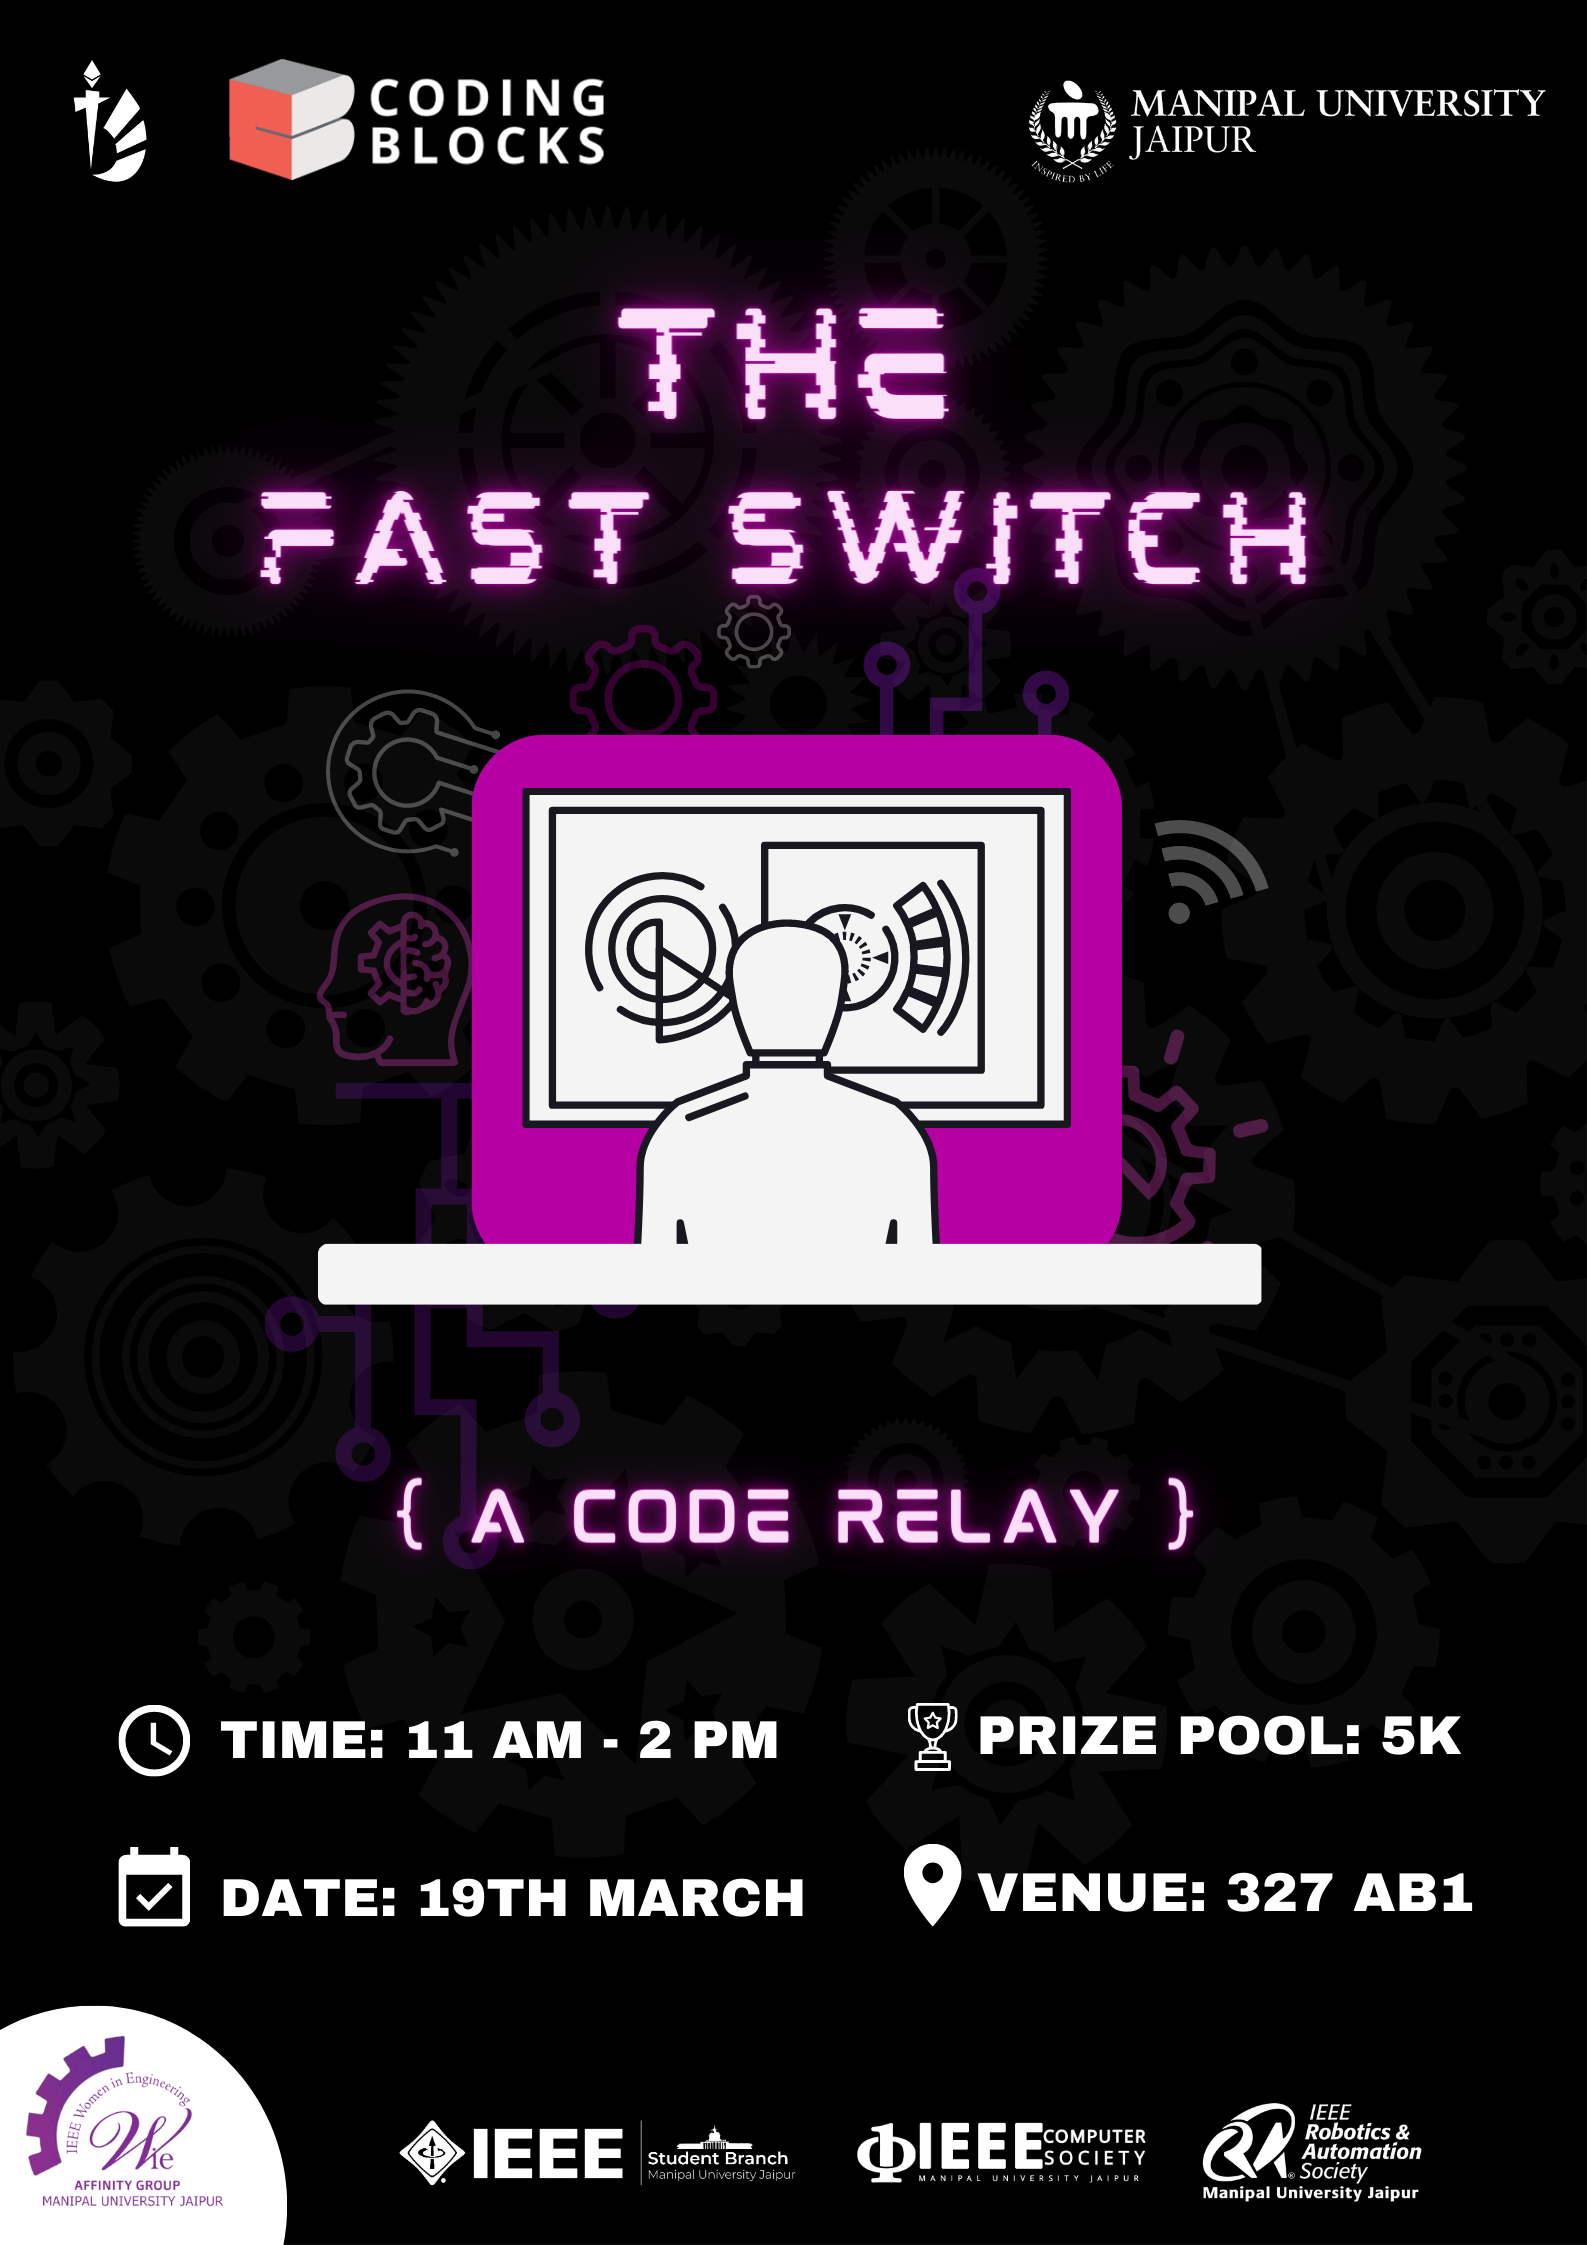 CODING
BLOCKS
MANIPAL UNIVERSITY
JAIPUR
INSPIRED BY LIFE
THE
FAST SWITCH
{ A CODE RELAY }
TIME: 11 AM - 2 PM
PRIZE POOL: 5K
DATE: 19TH MARCH
VENUE: 327 AB1
IEEE Women in Engineering
Wie
AFFINITY GROUP
MANIPAL UNIVERSITY JAIPUR
IEEE
Student Branch
Manipal University Jaipur
IEEE COMPUTER
SOCIETY
MANIPAL UNIVERSITY JAIPUR
IEEE
Robotics &
Automation
Society
Manipal University Jaipur